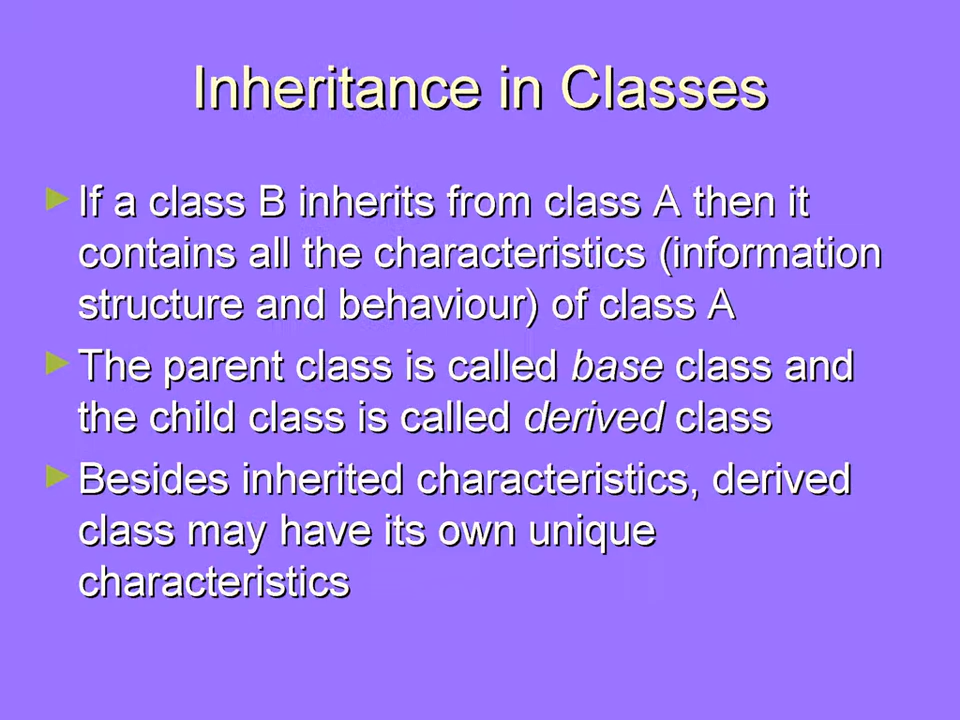 Inheritance in Classes
If a class B inherits from class A then it
contains all the characteristics (information
structure and behaviour) of class A
The parent class is called base class and
the child class is called derived class
Besides inherited characteristics, derived
class may have its own unique
characteristics